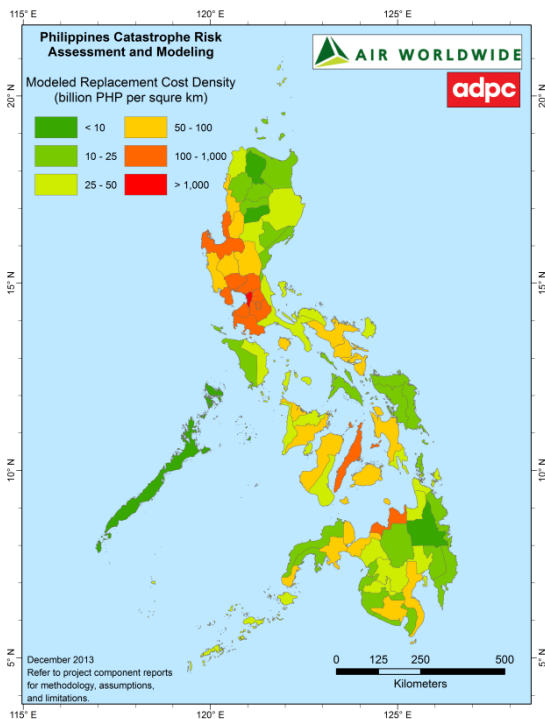 115° E
120° E
125° E
Philippines Catastrophe Risk
Assessment and Modeling
AIR WORLDWIDE
adpc
Modeled Replacement Cost Density
(billion PHP per squre km)
< 10
50 - 100
10 - 25
100 - 1,000
25 - 50
> 1,000
20° N
20° N
15° N
15° N
10° N
10° N
5° N
5° N
December 2013
Refer to project component reports
for methodology, assumptions,
and limitations.
0 125 250 500
Kilometers
115° E
120° E
125° E